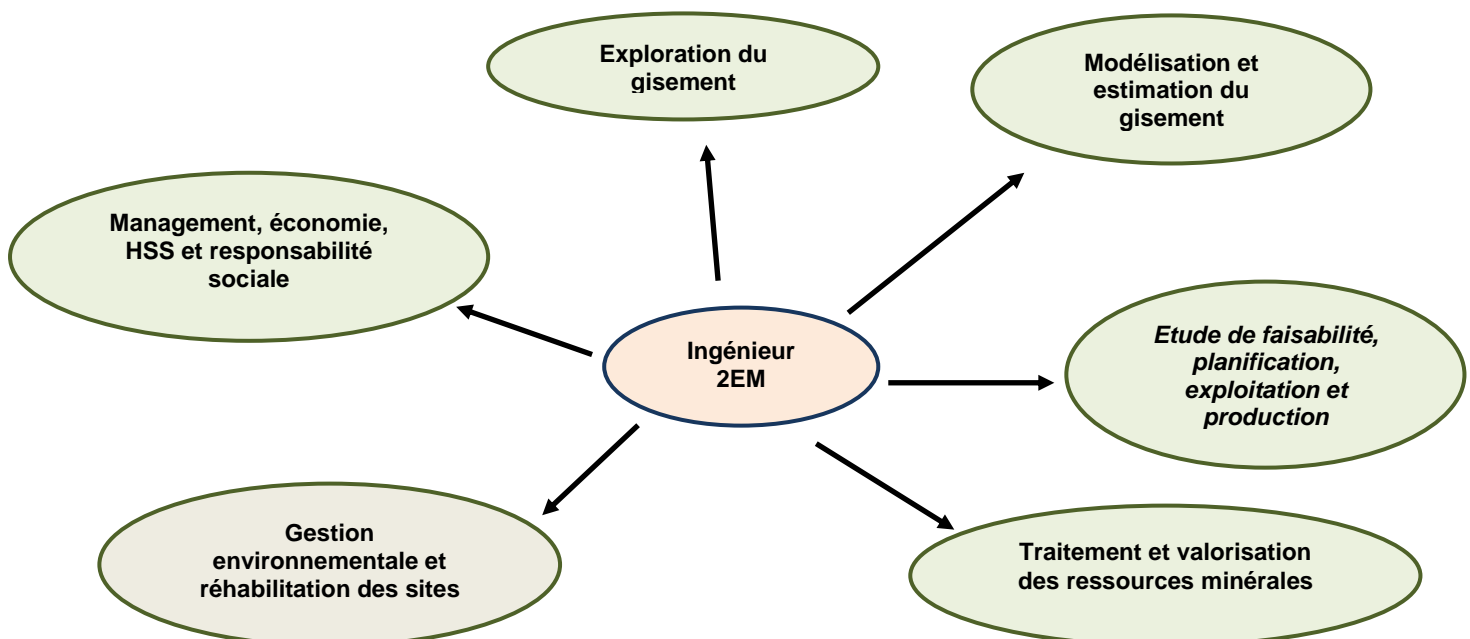 Exploration du
gisement
Modélisation et
estimation du
gisement
Management, économie,
HSS et responsabilité
sociale
Ingénieur
2EM
Etude de faisabilité,
planification,
exploitation et
production
Gestion
environnementale et
réhabilitation des sites
Traitement et valorisation
des ressources minérales